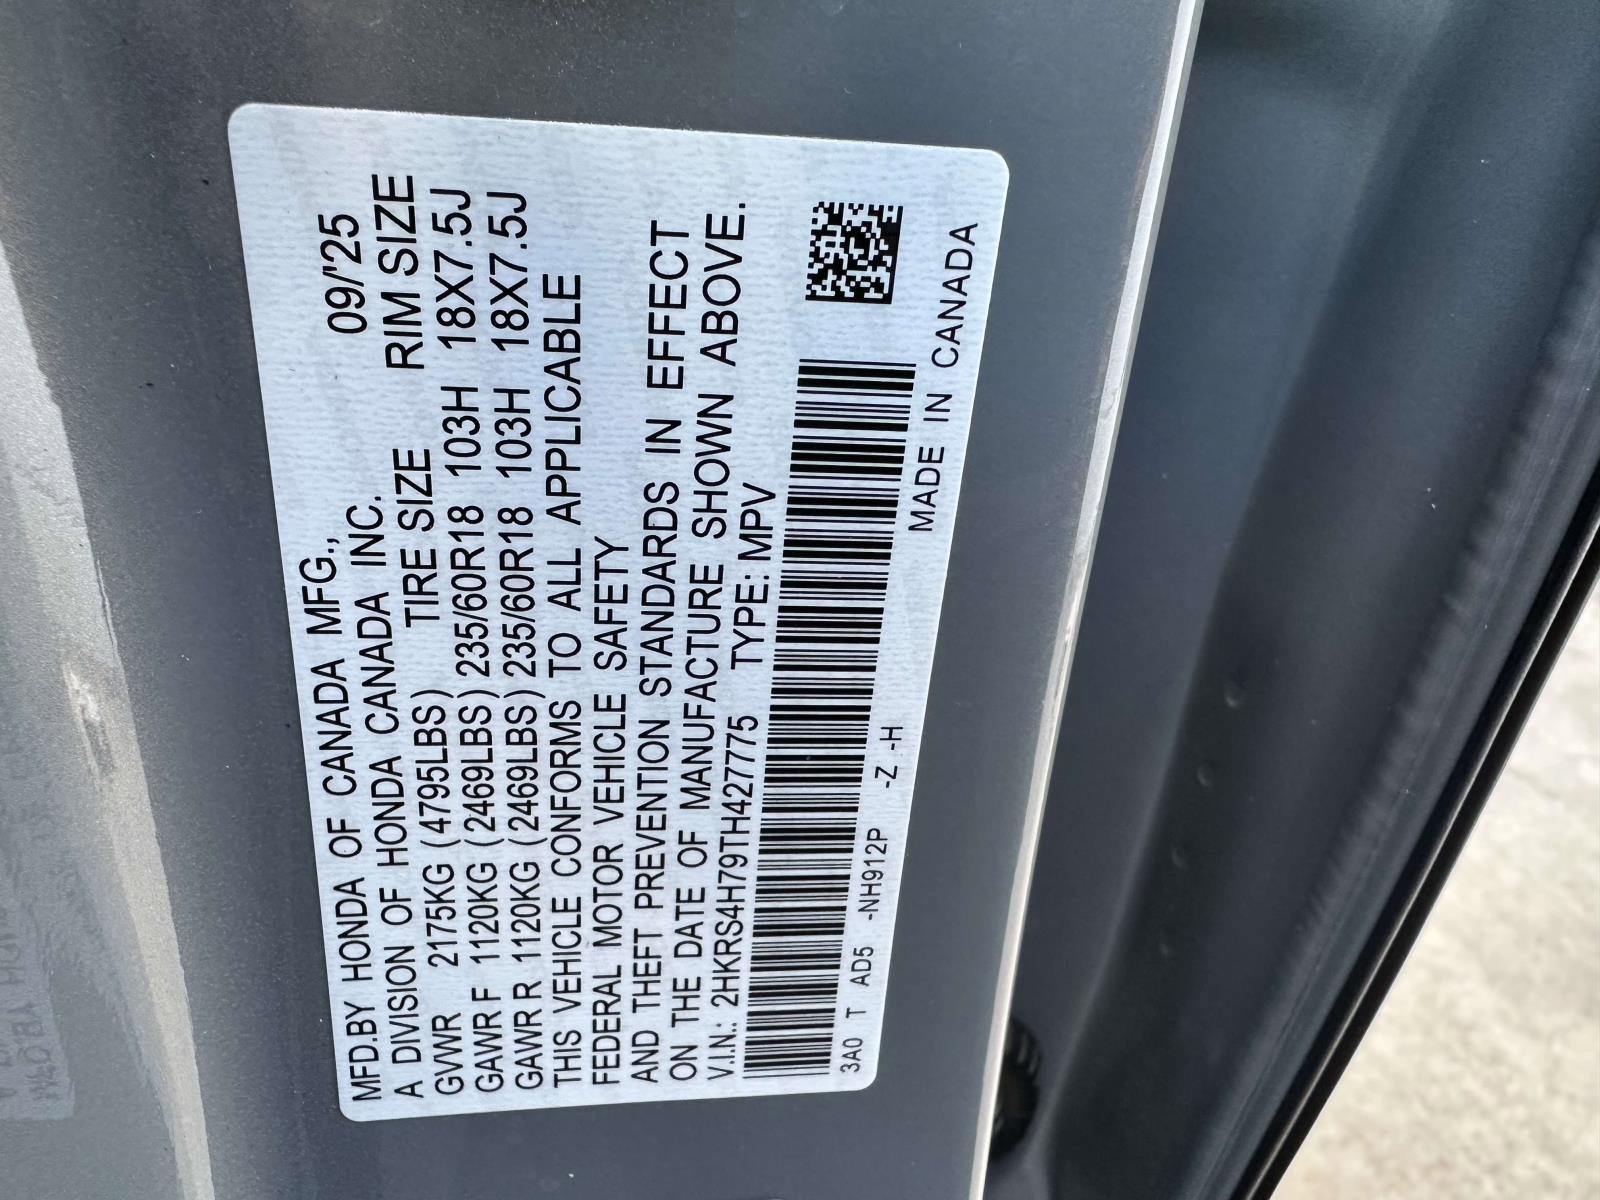 MFD.BY HONDA OF CANADA MFG., 09/'25
A DIVISION OF HONDA CANADA INC.
TIRE SIZE RIM SIZE
GVWR 2175KG (4795LBS)
GAWR F 1120KG (2469LBS) 235/60R18 103H 18X7.5J
GAWR R 1120KG (2469LBS) 235/60R18 103H 18X7.5J
THIS VEHICLE CONFORMS TO ALL APPLICABLE
FEDERAL MOTOR VEHICLE SAFETY
AND THEFT PREVENTION STANDARDS IN EFFECT
ON THE DATE OF MANUFACTURE SHOWN ABOVE.
V.I.N.: 2HKRS4H79TH427775 TYPE: MPV
3A0 T AD5 -NH912P -Z -H
MADE IN CANADA